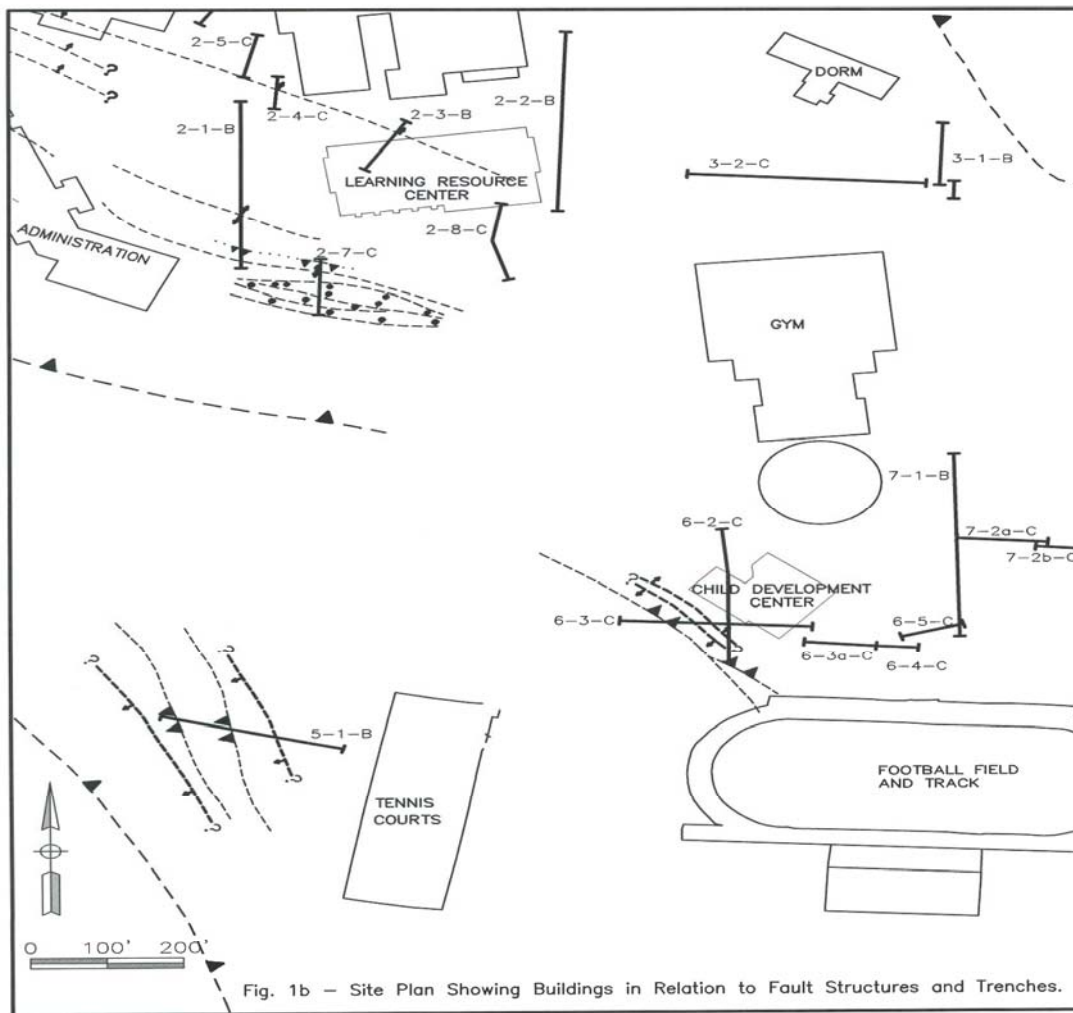 2-5-C
?
?
2-4-C
2-3-B
2-2-B
2-1-B
DORM
3-2-C
3-1-B
LEARNING RESOURCE
CENTER
2-8-C
ADMINISTRATION
2-7-C
GYM
7-1-B
6-2-C
7-2a-C
7-2b-C
?
CHILD DEVELOPMENT
CENTER
6-3-C
6-5-C
?
6-3a-C
6-4-C
?
?
5-1-B
?
?
TENNIS
COURTS
FOOTBALL FIELD
AND TRACK
0 100' 200'
Fig. 1b – Site Plan Showing Buildings in Relation to Fault Structures and Trenches.